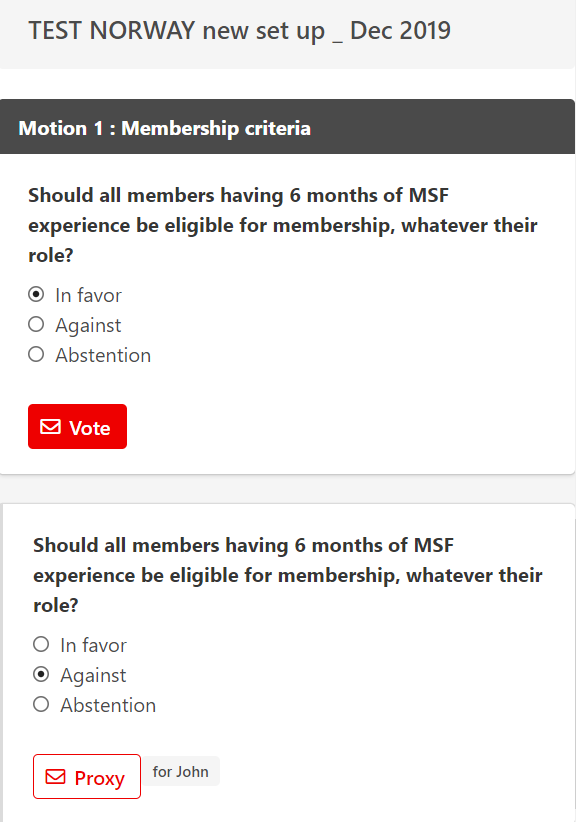 TEST NORWAY new set up _ Dec 2019
Motion 1 : Membership criteria
Should all members having 6 months of MSF
experience be eligible for membership, whatever their
role?
In favor
Against
Abstention
Vote
Should all members having 6 months of MSF
experience be eligible for membership, whatever their
role?
In favor
Against
Abstention
Proxy for John